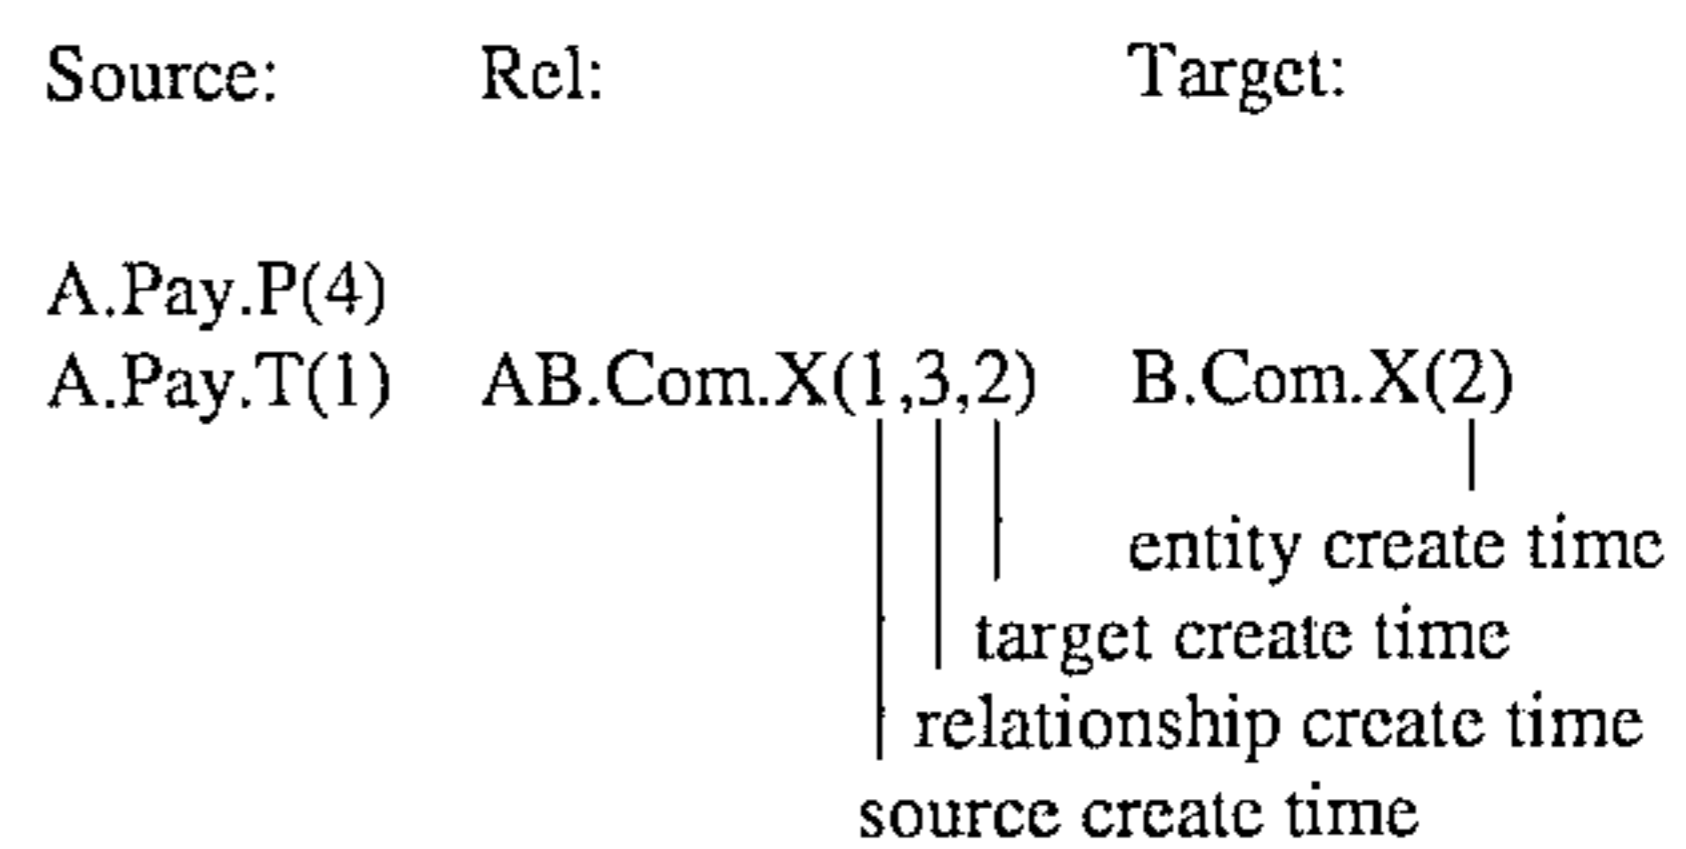 Source: Rel: Target:
A.Pay.P(4)
A.Pay.T(1) AB.Com.X(1,3,2) B.Com.X(2)
entity create time
target create time
relationship create time
source create time